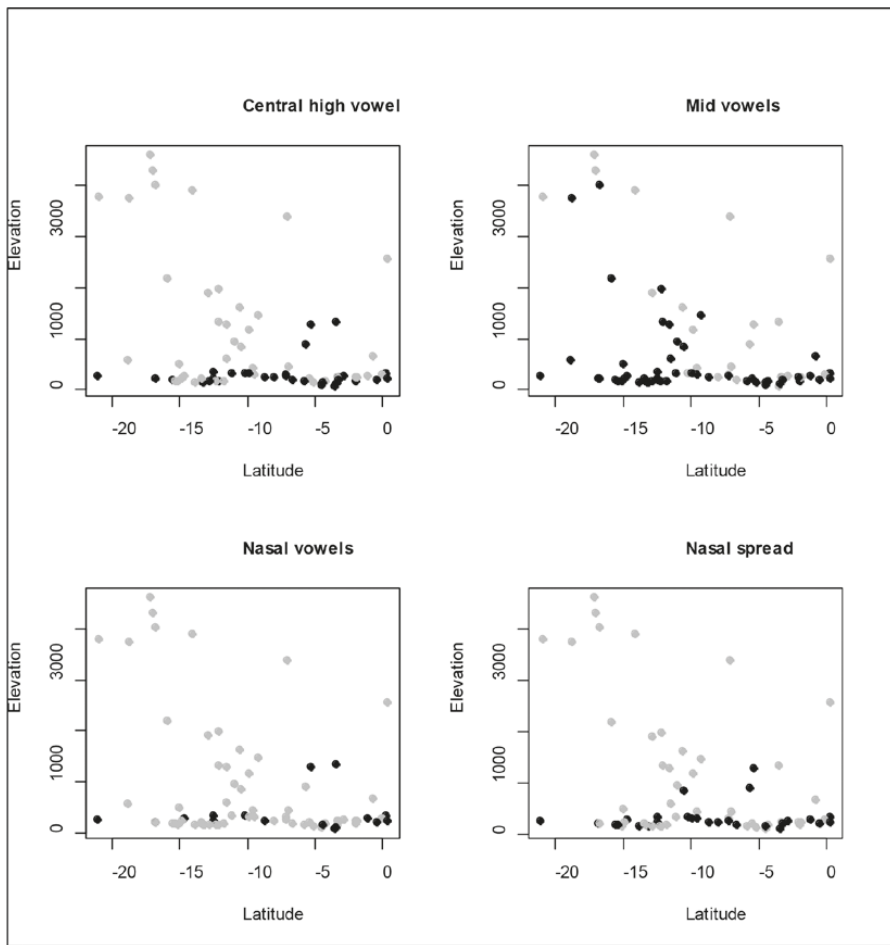 Central high vowel
Elevation
3000
1000
0
-20 -15 -10 -5 0
Latitude
Mid vowels
Elevation
3000
1000
0
-20 -15 -10 -5 0
Latitude
Nasal vowels
Elevation
3000
1000
0
-20 -15 -10 -5 0
Latitude
Nasal spread
Elevation
3000
1000
0
-20 -15 -10 -5 0
Latitude